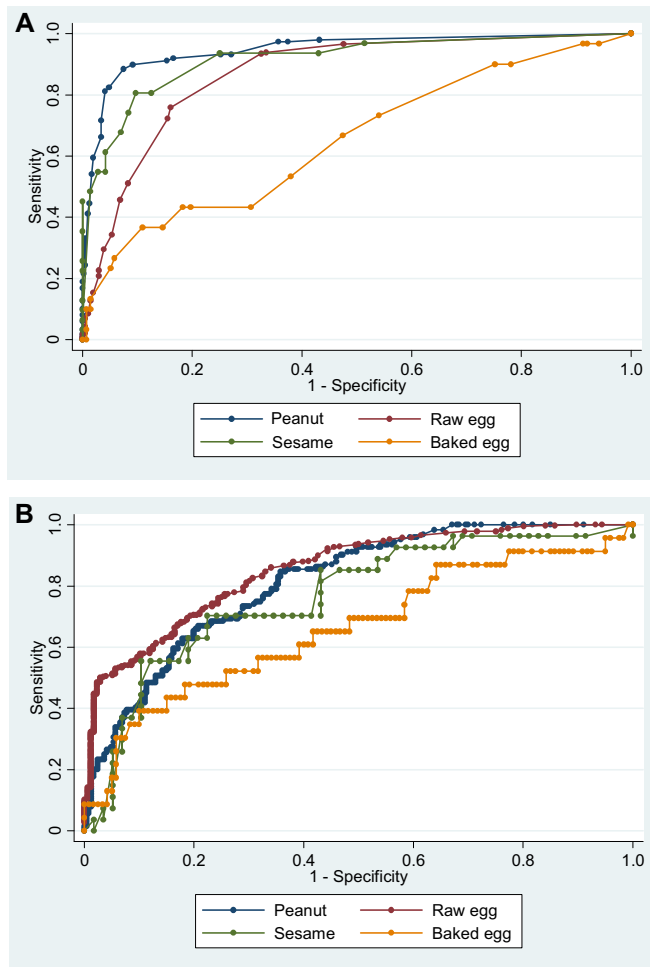 A
Sensitivity
1.0
0.8
0.6
0.4
0.2
0
0 0.2 0.4 0.6 0.8 1.0
1 - Specificity
Peanut Raw egg
Sesame Baked egg
B
Sensitivity
1.0
0.8
0.6
0.4
0.2
0
0 0.2 0.4 0.6 0.8 1.0
1 - Specificity
Peanut Raw egg
Sesame Baked egg